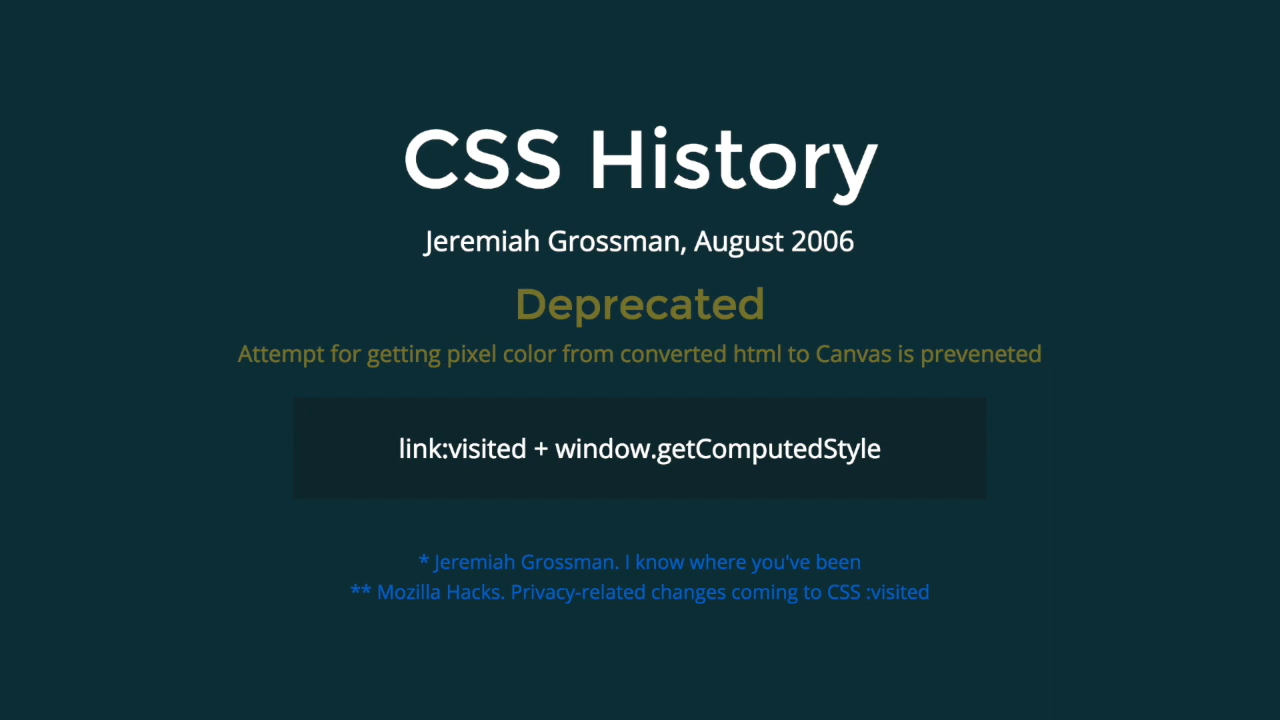 CSS History
Jeremiah Grossman, August 2006
Deprecated
Attempt for getting pixel color from converted html to Canvas is preveneted
link:visited + window.getComputedStyle
* Jeremiah Grossman. I know where you've been
** Mozilla Hacks. Privacy-related changes coming to CSS :visited